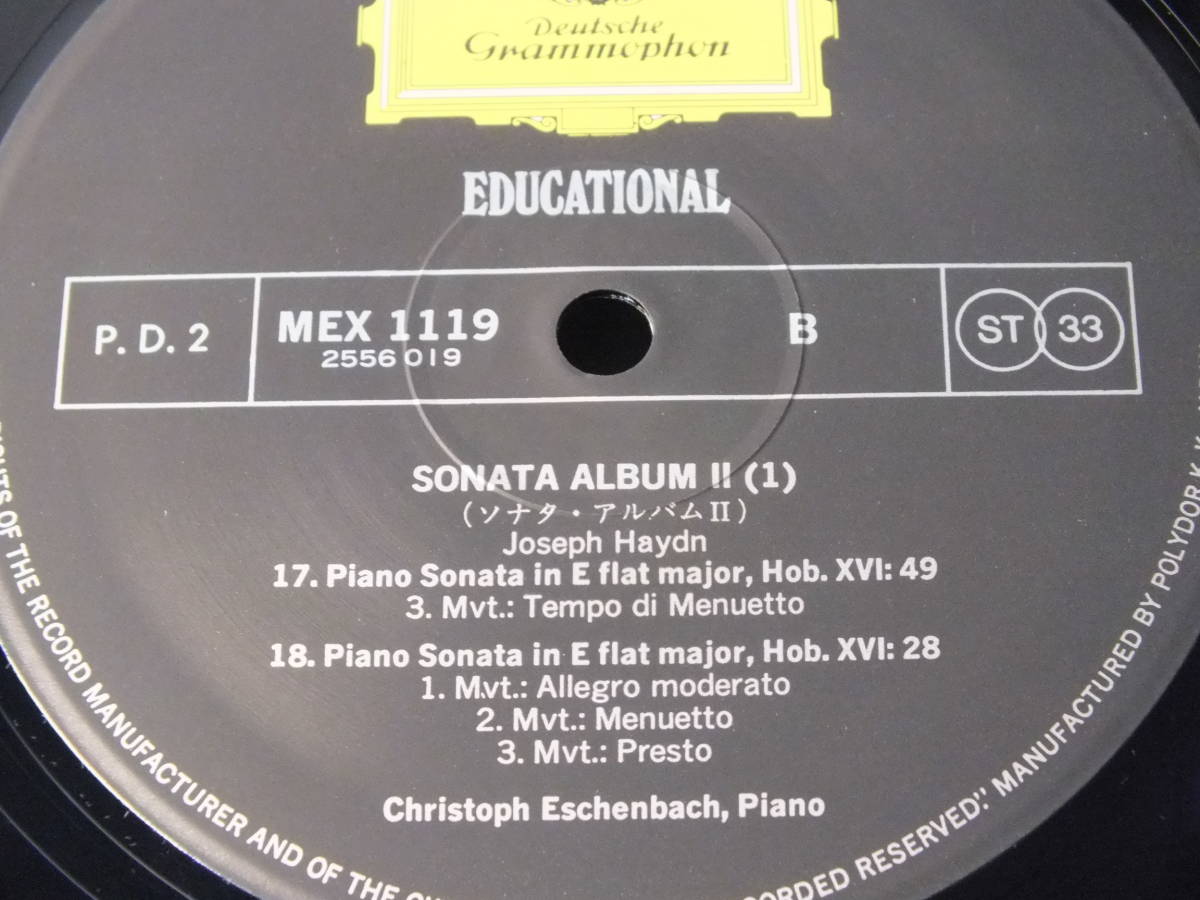 Deutsche
Grammophon
EDUCATIONAL
P. D. 2
MEX 1119
2556 019
B
ST 33
SONATA ALBUM II (1)
(ソナタ・アルバムII)
Joseph Haydn
17. Piano Sonata in E flat major, Hob. XVI: 49
3. Mvt.: Tempo di Menuetto
18. Piano Sonata in E flat major, Hob. XVI: 28
1. Mvt.: Allegro moderato
2. Mvt.: Menuetto
3. Mvt.: Presto
Christoph Eschenbach, Piano
OF THE RECORD MANUFACTURER AND OF THE
RESERVED". MANUFACTURED BY POLYDOR K.